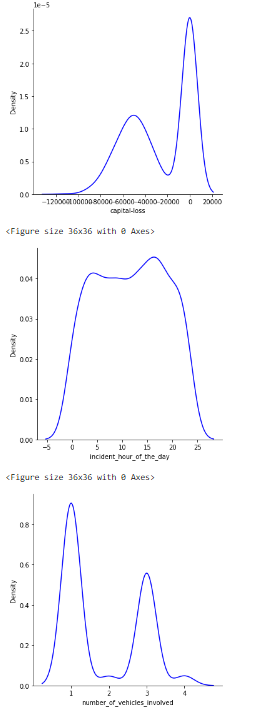 1e−5
2.5
2.0
1.5
1.0
0.5
0.0
Density
−120000−100000−80000−60000−40000−20000 0 20000
capital-loss
<Figure size 36x36 with 0 Axes>
0.04
0.03
0.02
0.01
0.00
Density
−5 0 5 10 15 20 25
incident_hour_of_the_day
<Figure size 36x36 with 0 Axes>
0.8
0.6
0.4
0.2
0.0
Density
1 2 3 4
number_of_vehicles_involved